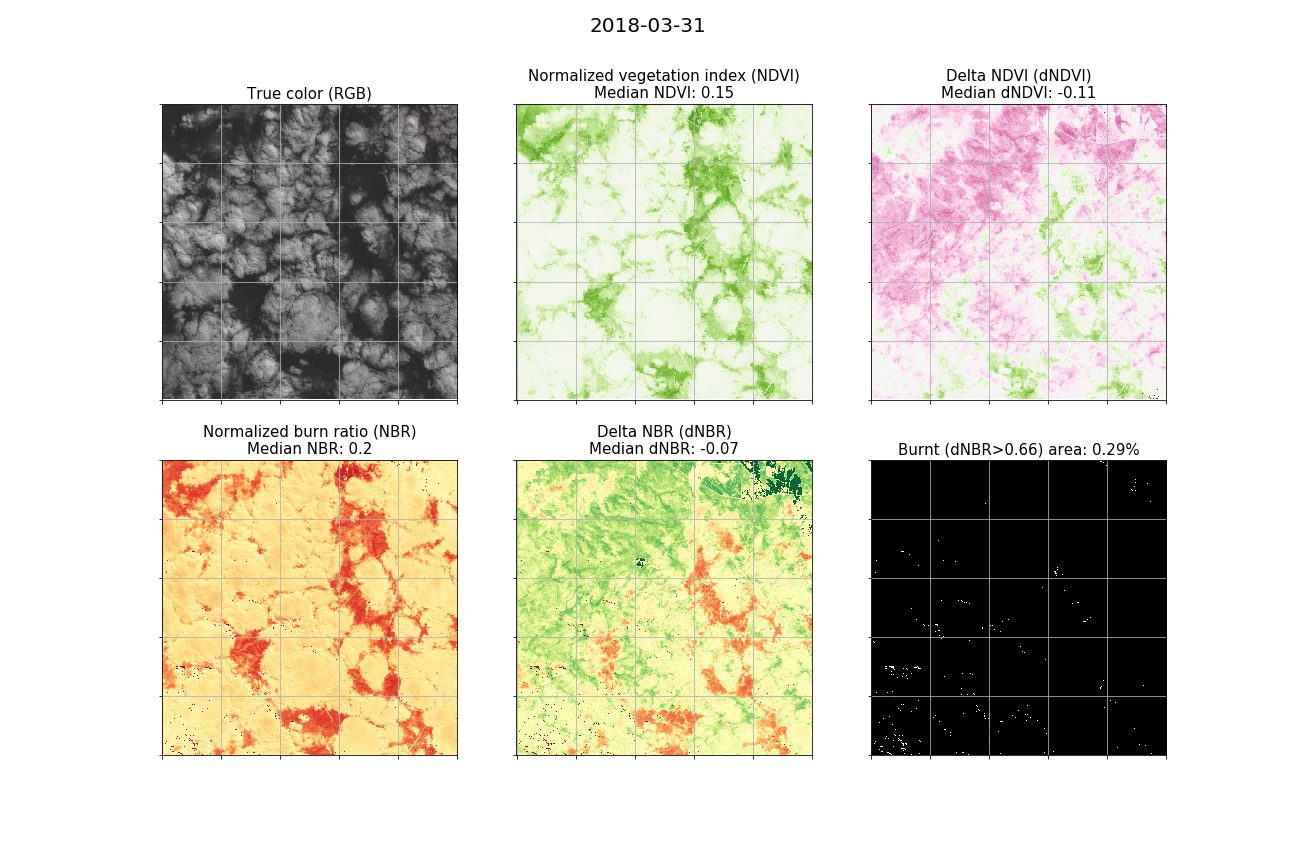 2018-03-31
True color (RGB)
Normalized vegetation index (NDVI)
Median NDVI: 0.15
Delta NDVI (dNDVI)
Median dNDVI: -0.11
Normalized burn ratio (NBR)
Median NBR: 0.2
Delta NBR (dNBR)
Median dNBR: -0.07
Burnt (dNBR>0.66) area: 0.29%